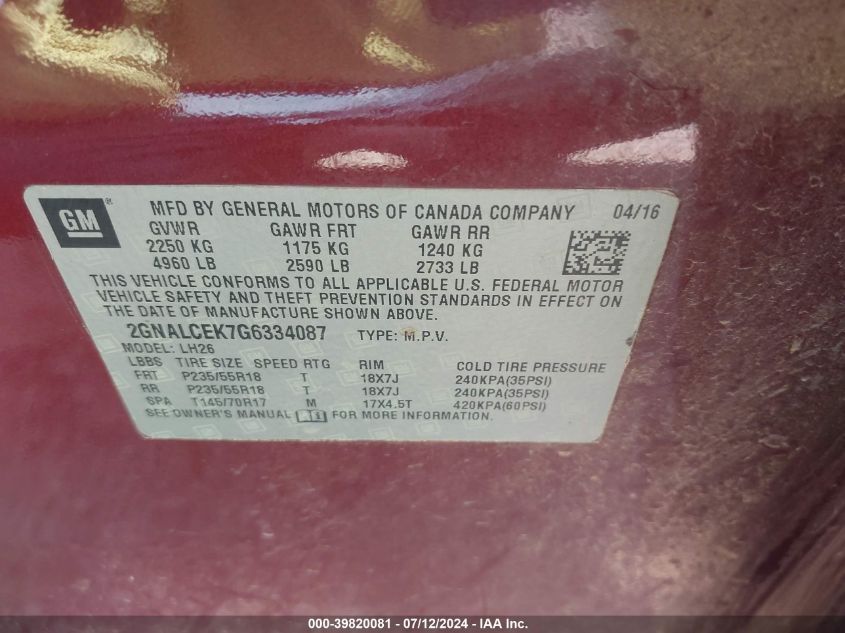 GM ® MFD BY GENERAL MOTORS OF CANADA COMPANY 04/16
GVWR GAWR FRT GAWR RR
2250 KG 1175 KG 1240 KG
4960 LB 2590 LB 2733 LB
THIS VEHICLE CONFORMS TO ALL APPLICABLE U.S. FEDERAL MOTOR
VEHICLE SAFETY AND THEFT PREVENTION STANDARDS IN EFFECT ON
THE DATE OF MANUFACTURE SHOWN ABOVE.
2GNALCEK7G6334087 TYPE: M.P.V.
MODEL: LH26
LBBS TIRE SIZE SPEED RTG RIM COLD TIRE PRESSURE
FRT P235/55R18 T 18X7J 240KPA(35PSI)
RR P235/55R18 T 18X7J 240KPA(35PSI)
SPA T145/70R17 M 17X4.5T 420KPA(60PSI)
SEE OWNER'S MANUAL FOR MORE INFORMATION.
000-39820081 - 07/12/2024 - IAA Inc.